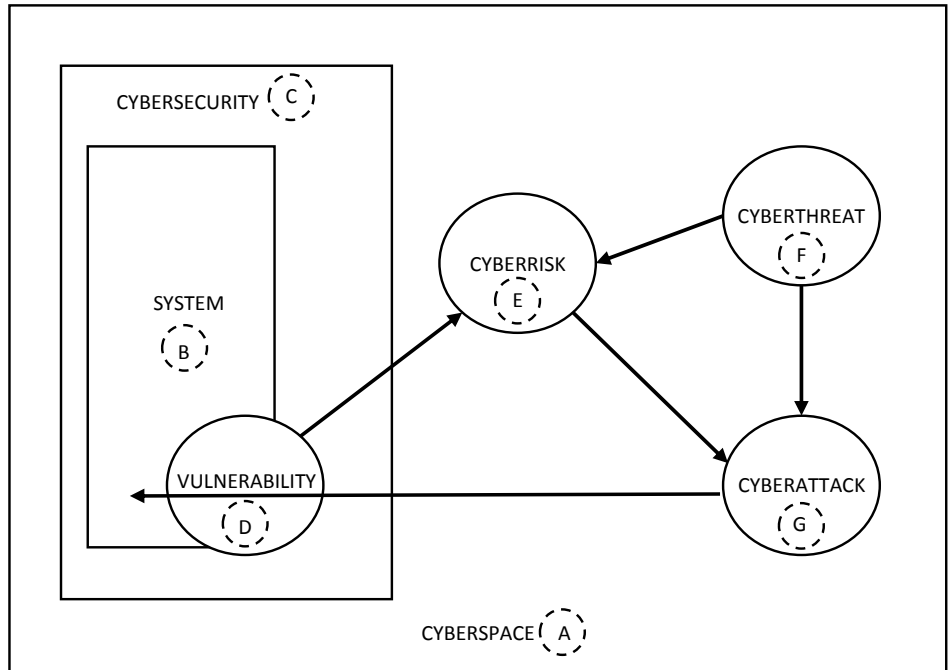 CYBERSECURITY C
CYBERTHREAT
F
CYBERRISK
E
SYSTEM
B
VULNERABILITY
D
CYBERATTACK
G
CYBERSPACE A